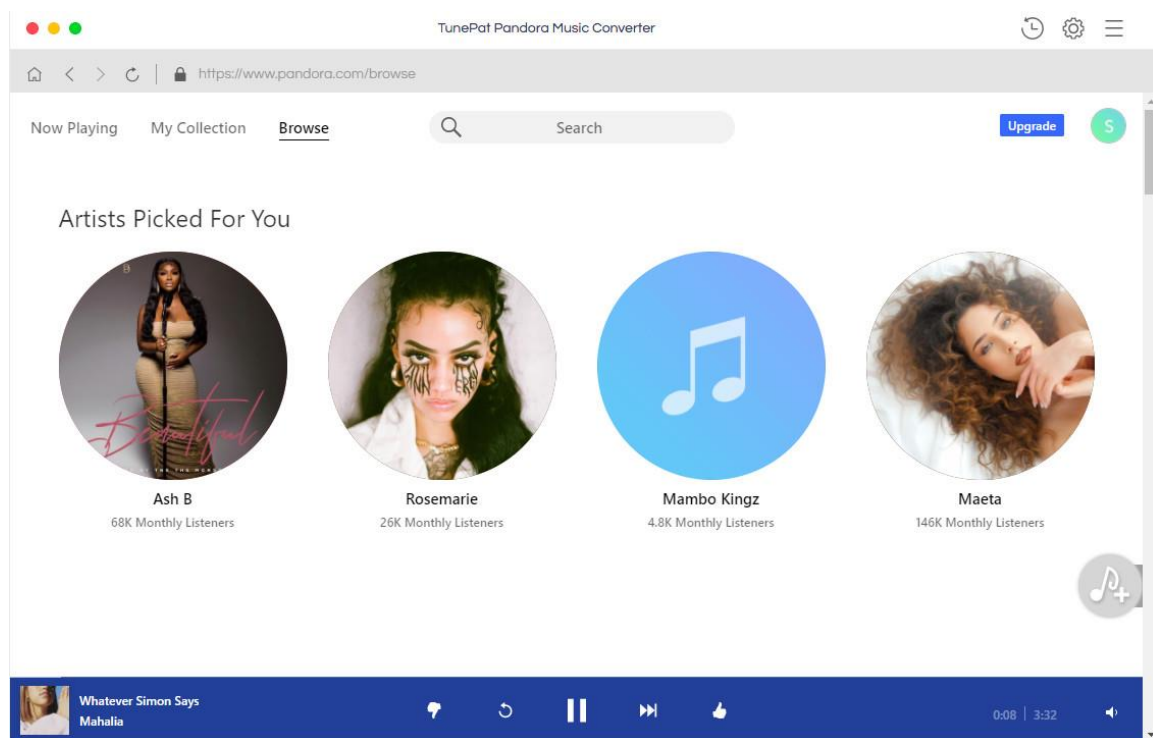 TunePat Pandora Music Converter
https://www.pandora.com/browse
Now Playing
My Collection
Browse
Search
Upgrade
S
Artists Picked For You
Beautiful
Ash B
68K Monthly Listeners
Rosemarie
26K Monthly Listeners
Mambo Kingz
4.8K Monthly Listeners
Maeta
146K Monthly Listeners
Whatever Simon Says
Mahalia
0:08 | 3:32